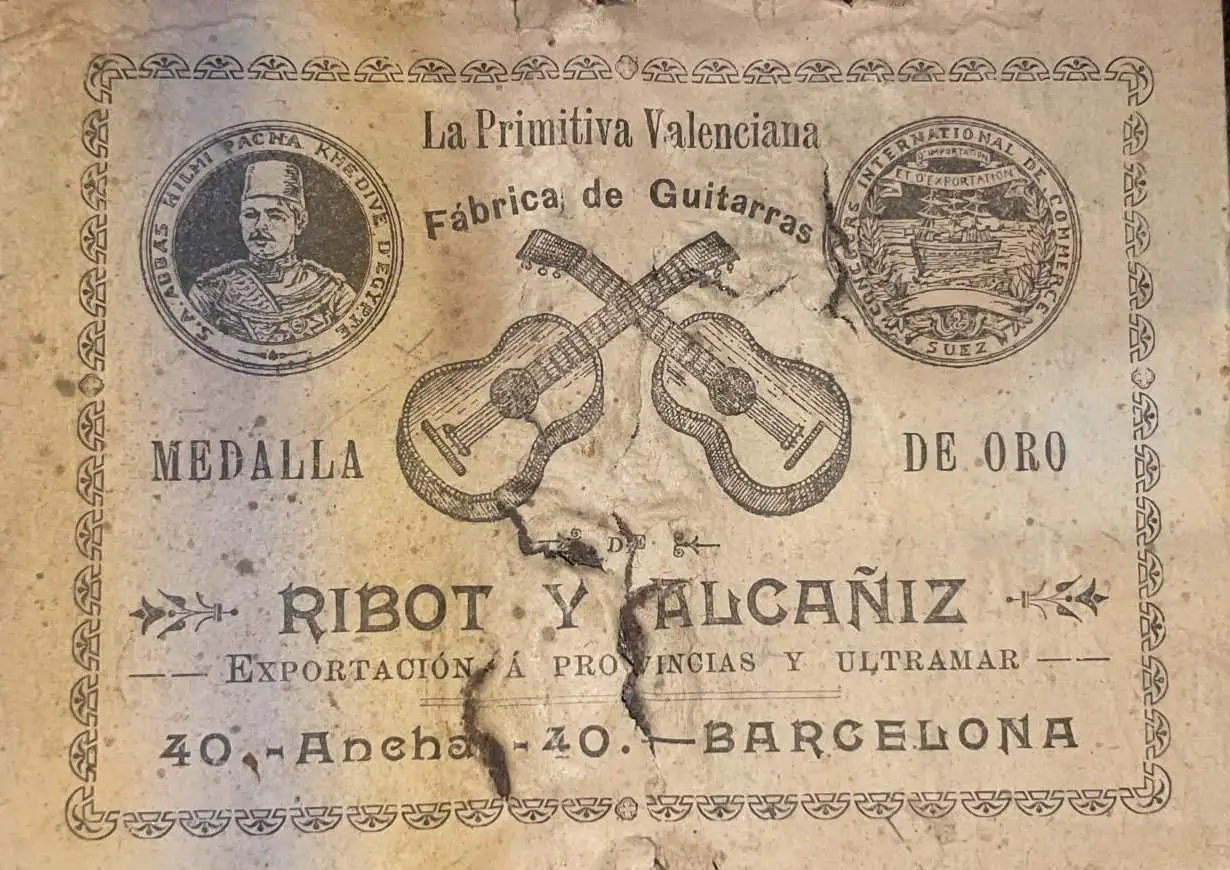 La Primitiva Valenciana
Fábrica de Guitarras
S.A ABBAS HILMI PACHA KHEDIVE D'EGYPTE
CONCOURS INTERNATIONAL DE COMMERCE
D'IMPORTATION
ET D'EXPORTATION
SUEZ
MEDALLA DE ORO
DE
RIBOT Y ALCAÑIZ
EXPORTACIÓN Á PROVINCIAS Y ULTRAMAR
40.-Ancha-40.—BARCELONA